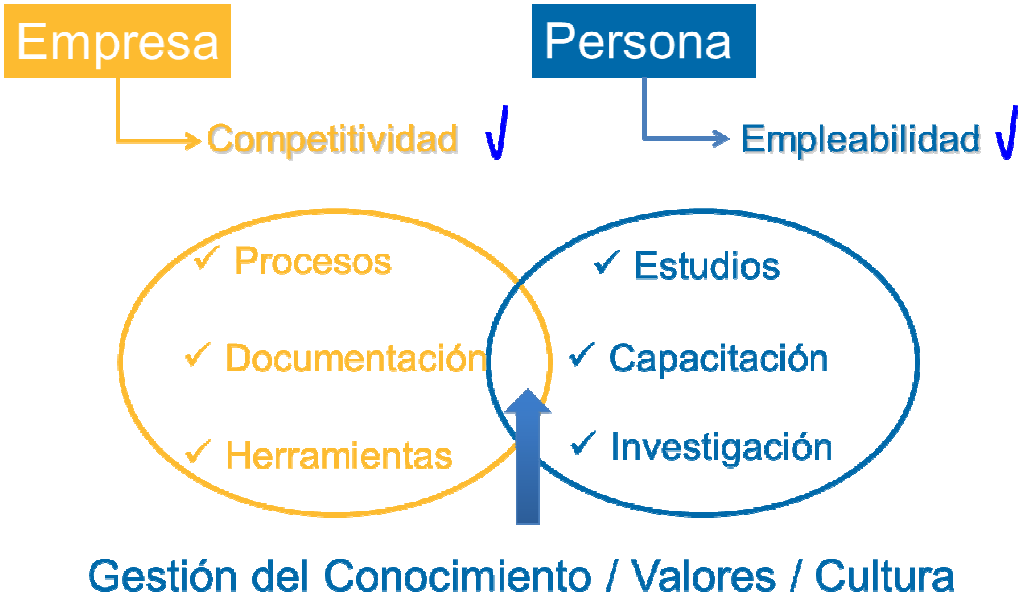 Empresa
Persona
Competitividad √
Empleabilidad √
✓ Procesos
✓ Estudios
✓ Documentación
✓ Capacitación
✓ Herramientas
✓ Investigación
Gestión del Conocimiento / Valores / Cultura